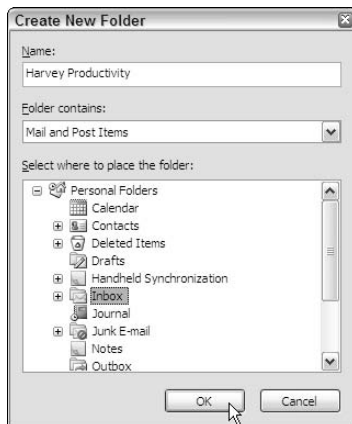 Create New Folder
Name:
Harvey Productivity
Folder contains:
Mail and Post Items
Select where to place the folder:
Personal Folders
Calendar
Contacts
Deleted Items
Drafts
Handheld Synchronization
Inbox
Journal
Junk E-mail
Notes
Outbox
OK
Cancel